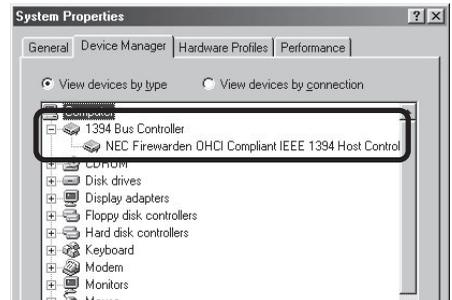 System Properties
General Device Manager Hardware Profiles Performance
View devices by type View devices by connection
Computer
1394 Bus Controller
NEC Firewarden OHCI Compliant IEEE 1394 Host Control
CDROM
Disk drives
Display adapters
Floppy disk controllers
Hard disk controllers
Keyboard
Modem
Monitors
Mouse